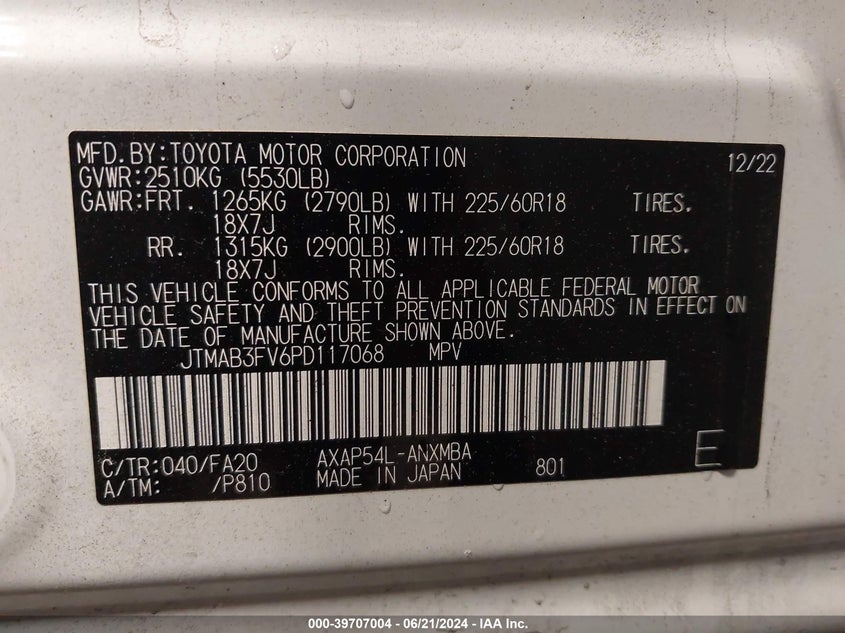 MFD.BY:TOYOTA MOTOR CORPORATION 12/22
GVWR:2510KG (5530LB)
GAWR:FRT. 1265KG (2790LB) WITH 225/60R18 TIRES.
18X7J RIMS.
RR. 1315KG (2900LB) WITH 225/60R18 TIRES.
18X7J RIMS.
THIS VEHICLE CONFORMS TO ALL APPLICABLE FEDERAL MOTOR
VEHICLE SAFETY AND THEFT PREVENTION STANDARDS IN EFFECT ON
THE DATE OF MANUFACTURE SHOWN ABOVE.
JTMAB3FV6PD117068 MPV
C/TR:040/FA20 AXAP54L-ANXMBA
A/TM: /P810 MADE IN JAPAN 801 E
000-39707004 - 06/21/2024 - IAA Inc.